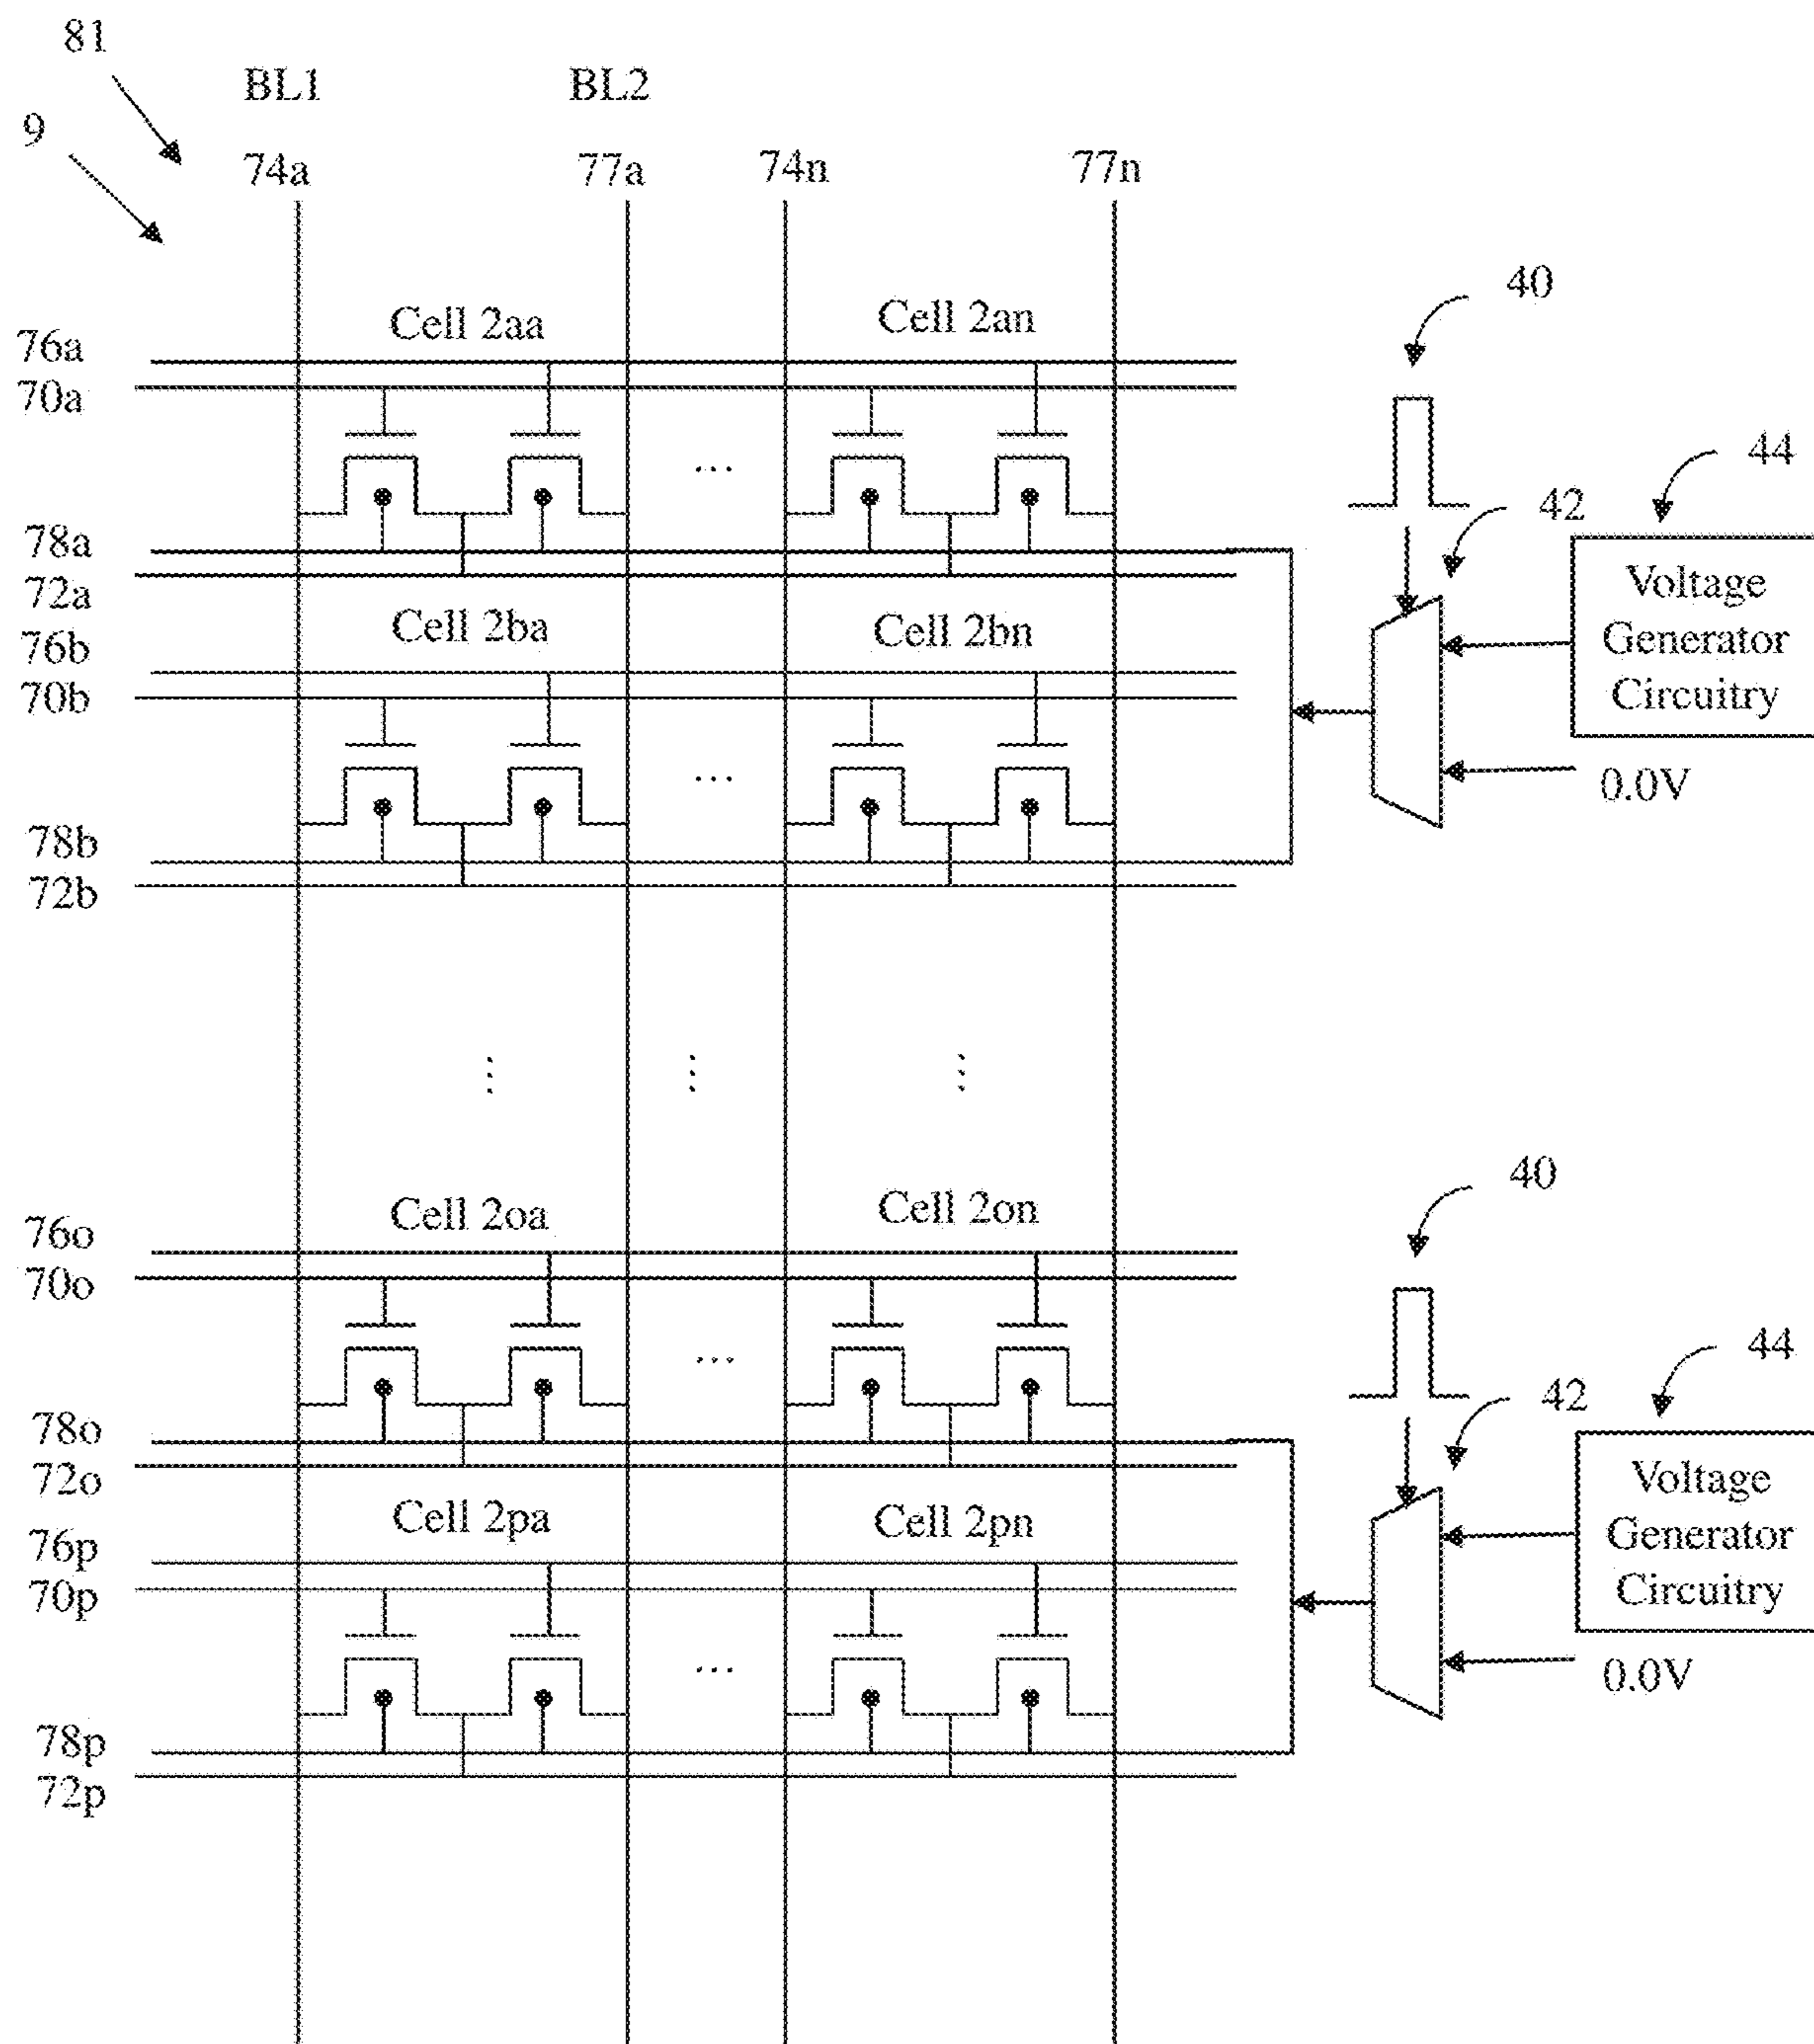 81
BL1 BL2
9
74a 77a 74n 77n
40
Cell 2aa Cell 2an
76a
70a
44
42
78a
72a
Voltage
Generator
Circuitry
Cell 2ba Cell 2bn
76b
70b
...
0.0V
78b
72b
40
Cell 2oa Cell 2on
76o
70o
44
42
78o
72o
Voltage
Generator
Circuitry
Cell 2pa Cell 2pn
76p
70p
...
0.0V
78p
72p